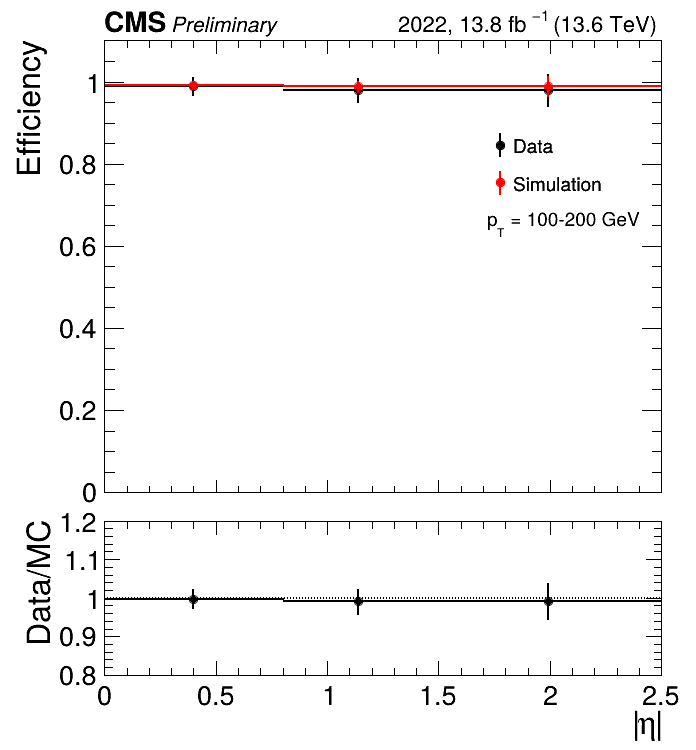 CMS Preliminary 2022, 13.8 fb⁻¹ (13.6 TeV)
Efficiency
1
0.8
0.6
0.4
0.2
0
Data
Simulation
p_T = 100-200 GeV
Data/MC
1.2
1.1
1
0.9
0.8
0 0.5 1 1.5 2 2.5
|η|